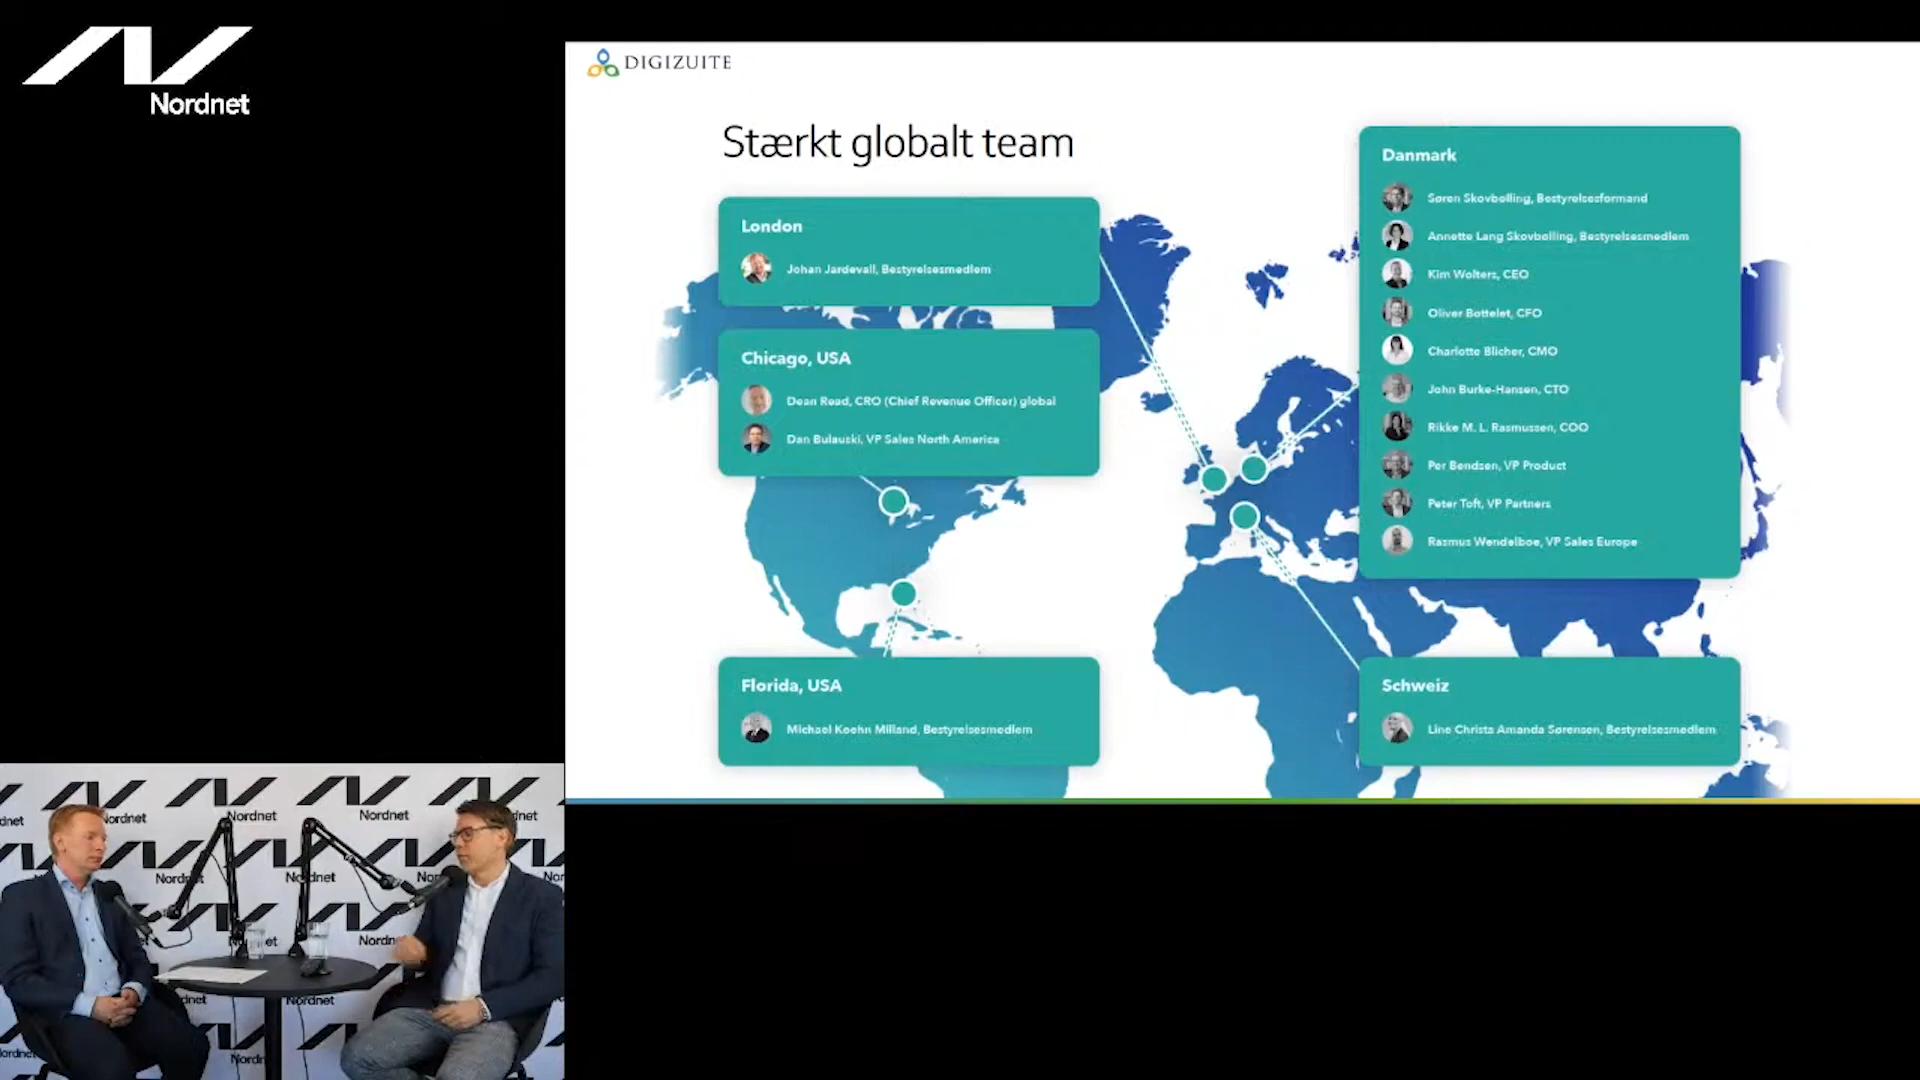 Nordnet
DIGIZUITE
Stærkt globalt team
London
Johan Jardevall, Bestyrelsesmedlem
Chicago, USA
Dean Read, CRO (Chief Revenue Officer) global
Dan Bulauski, VP Sales North America
Florida, USA
Michael Koehn Milland, Bestyrelsesmedlem
Danmark
Søren Skovbølling, Bestyrelsesformand
Annette Lang Skovbølling, Bestyrelsesmedlem
Kim Wolters, CEO
Oliver Bottelet, CFO
Charlotte Blicher, CMO
John Burke-Hansen, CTO
Rikke M. L. Rasmussen, COO
Per Bendsen, VP Product
Peter Toft, VP Partners
Rasmus Wendelboe, VP Sales Europe
Schweiz
Line Christa Amanda Sørensen, Bestyrelsesmedlem
Nordnet
Nordnet
Nordnet
Nordnet
Nordnet